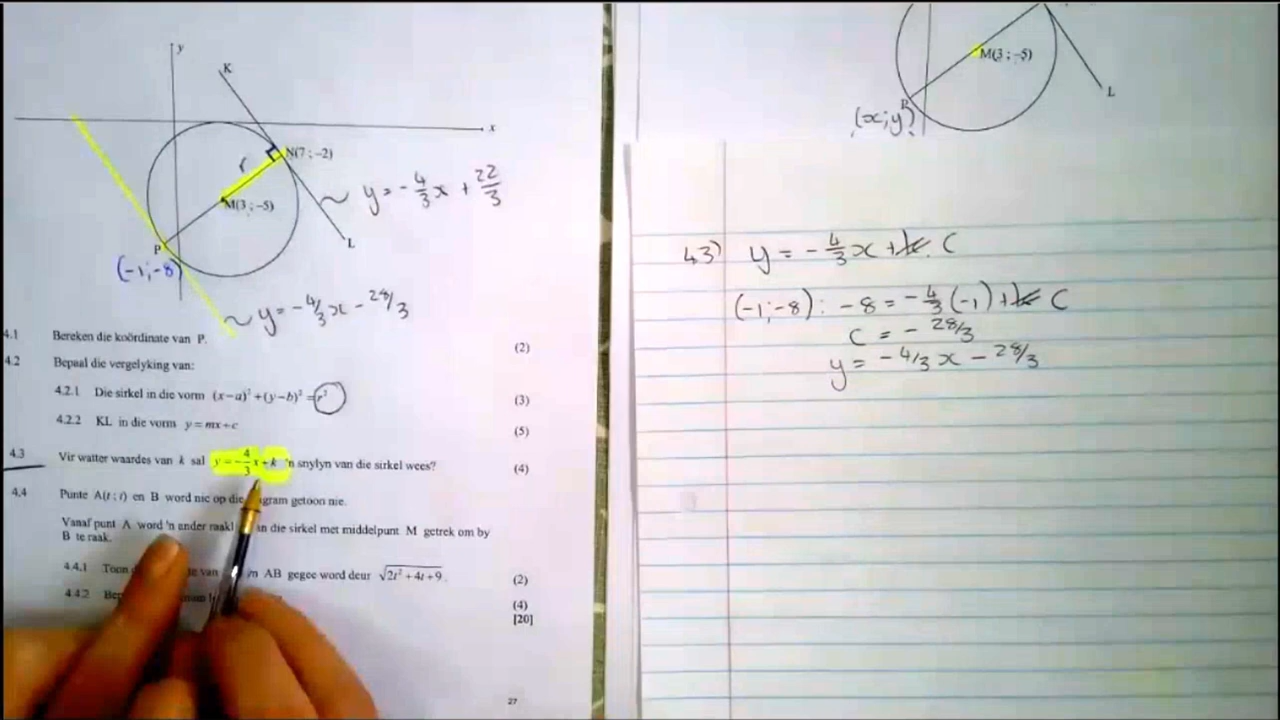 y
K
x
N(7 ; –2)
r
M(3 ; –5)
y = -4/3 x + 22/3
L
P
(-1;-8)
y = -4/3 x - 28/3
4.1 Bereken die koördinate van P. (2)
4.2 Bepaal die vergelyking van:
4.2.1 Die sirkel in die vorm (x–a)² + (y–b)² = r² (3)
4.2.2 KL in die vorm y = mx + c (5)
4.3 Vir watter waardes van k sal y = -4/3 x + k 'n snylyn van die sirkel wees? (4)
4.4 Punte A(t ; t) en B word nie op die diagram getoon nie.
Vanaf punt A word 'n ander raakl an die sirkel met middelpunt M getrek om by
B te raak.
4.4.1 Toon van AB gegee word deur √2t² + 4t + 9 . (2)
4.4.2 (4)
[20]
27
M(3 ; –5)
L
P
(x;y)
43) y = -4/3 x + k C
(-1;-8): -8 = -4/3 (-1) + k C
C = - 28/3
y = -4/3 x - 28/3